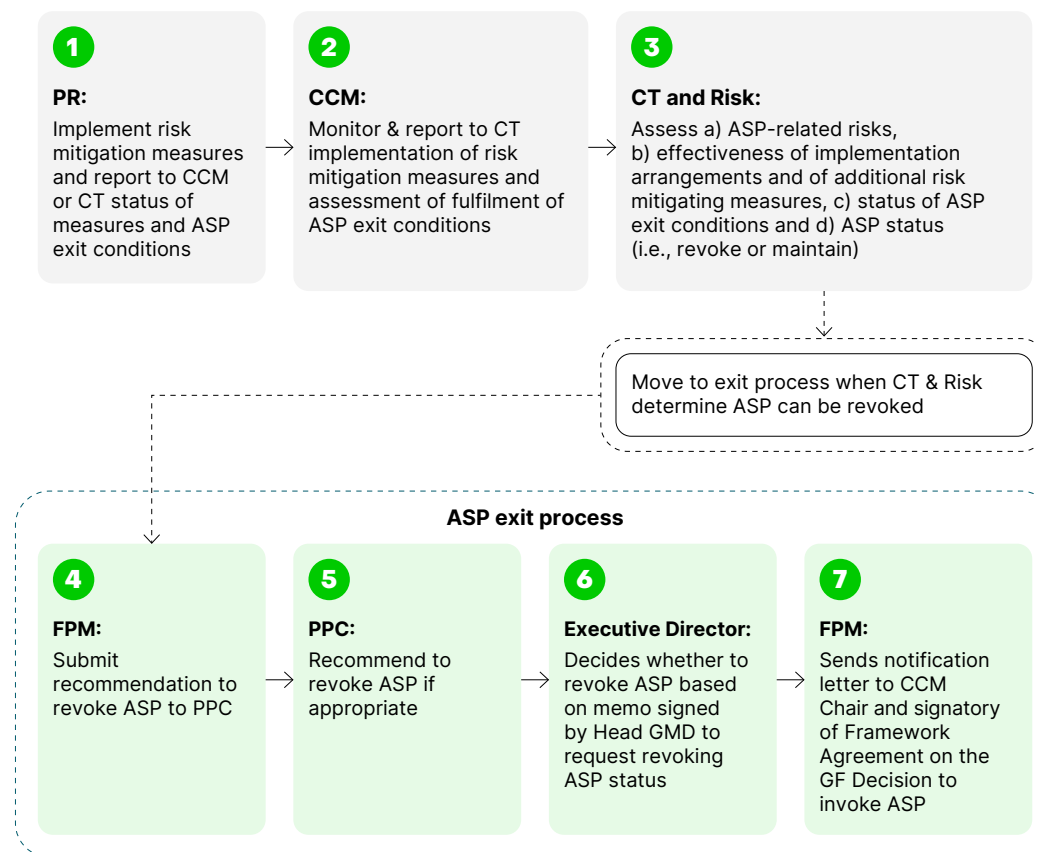 1
PR:
Implement risk
mitigation measures
and report to CCM
or CT status of
measures and ASP
exit conditions
2
CCM:
Monitor & report to CT
implementation of risk
mitigation measures and
assessment of fulfilment of
ASP exit conditions
3
CT and Risk:
Assess a) ASP-related risks,
b) effectiveness of implementation
arrangements and of additional risk
mitigating measures, c) status of ASP
exit conditions and d) ASP status
(i.e., revoke or maintain)
Move to exit process when CT & Risk
determine ASP can be revoked
ASP exit process
4
FPM:
Submit
recommendation to
revoke ASP to PPC
5
PPC:
Recommend to
revoke ASP if
appropriate
6
Executive Director:
Decides whether to
revoke ASP based
on memo signed
by Head GMD to
request revoking
ASP status
7
FPM:
Sends notification
letter to CCM
Chair and signatory
of Framework
Agreement on the
GF Decision to
invoke ASP